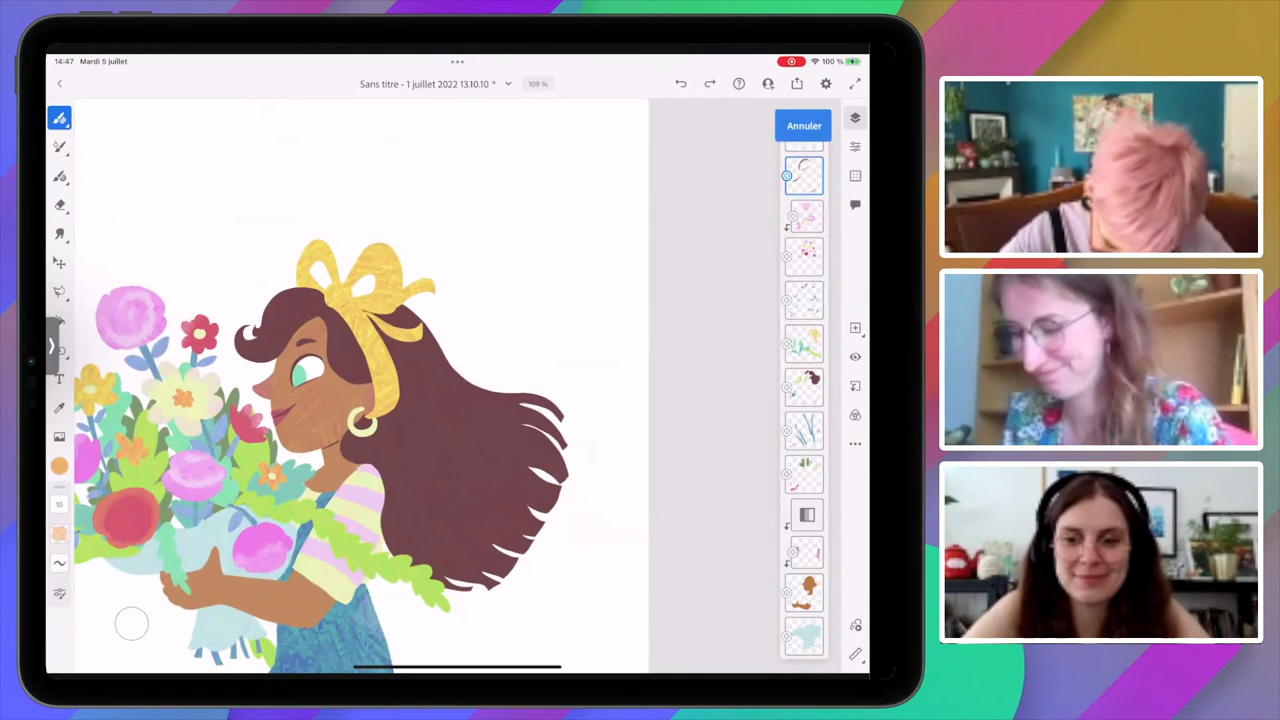 14:47 Mardi 5 juillet
100 %
Sans titre - 1 juillet 2022 13.10.10 *
109 %
Annuler
T
10